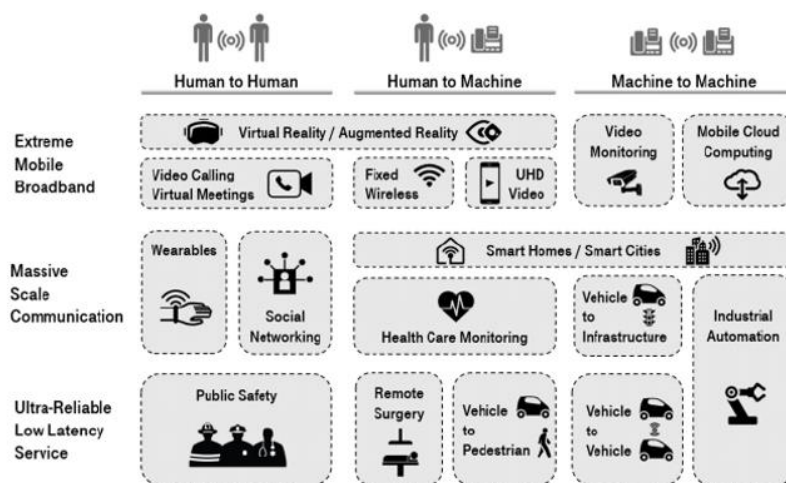 Human to Human
Human to Machine
Machine to Machine
Extreme
Mobile
Broadband
Virtual Reality / Augmented Reality
Video
Monitoring
Mobile Cloud
Computing
Video Calling
Virtual Meetings
Fixed
Wireless
UHD
Video
Massive
Scale
Communication
Wearables
Social
Networking
Smart Homes / Smart Cities
Health Care Monitoring
Vehicle
to
Infrastructure
Industrial
Automation
Ultra-Reliable
Low Latency
Service
Public Safety
Remote
Surgery
Vehicle
to
Pedestrian
Vehicle
to
Vehicle